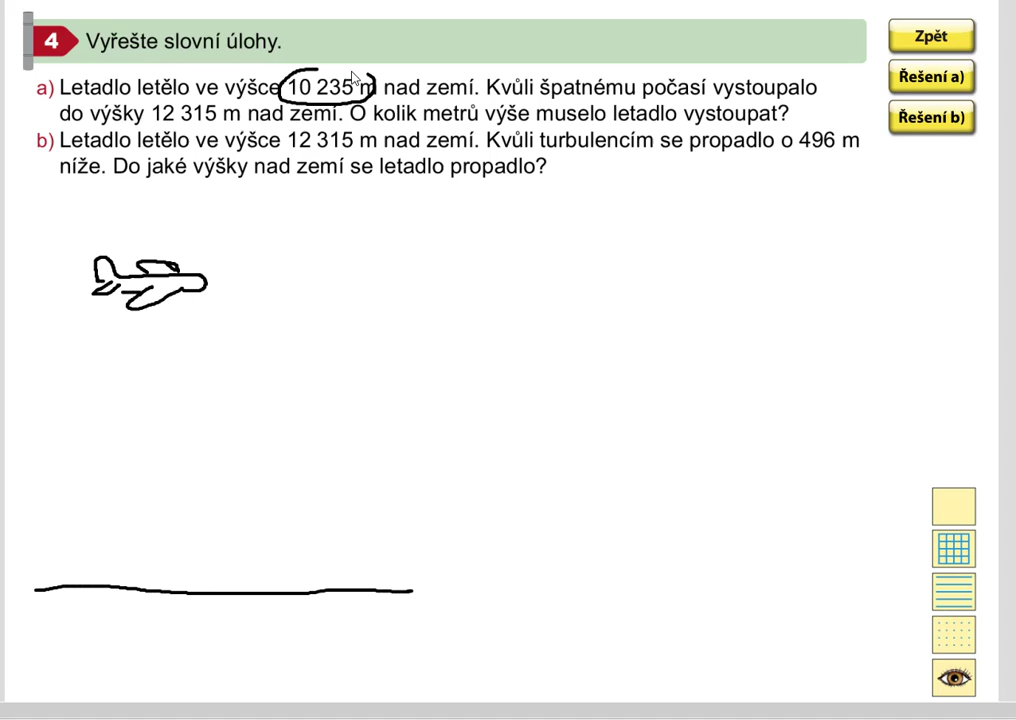 4 Vyřešte slovní úlohy.
Zpět
Řešení a)
Řešení b)
a) Letadlo letělo ve výšce 10 235 m nad zemí. Kvůli špatnému počasí vystoupalo
do výšky 12 315 m nad zemí. O kolik metrů výše muselo letadlo vystoupat?
b) Letadlo letělo ve výšce 12 315 m nad zemí. Kvůli turbulencím se propadlo o 496 m
níže. Do jaké výšky nad zemí se letadlo propadlo?